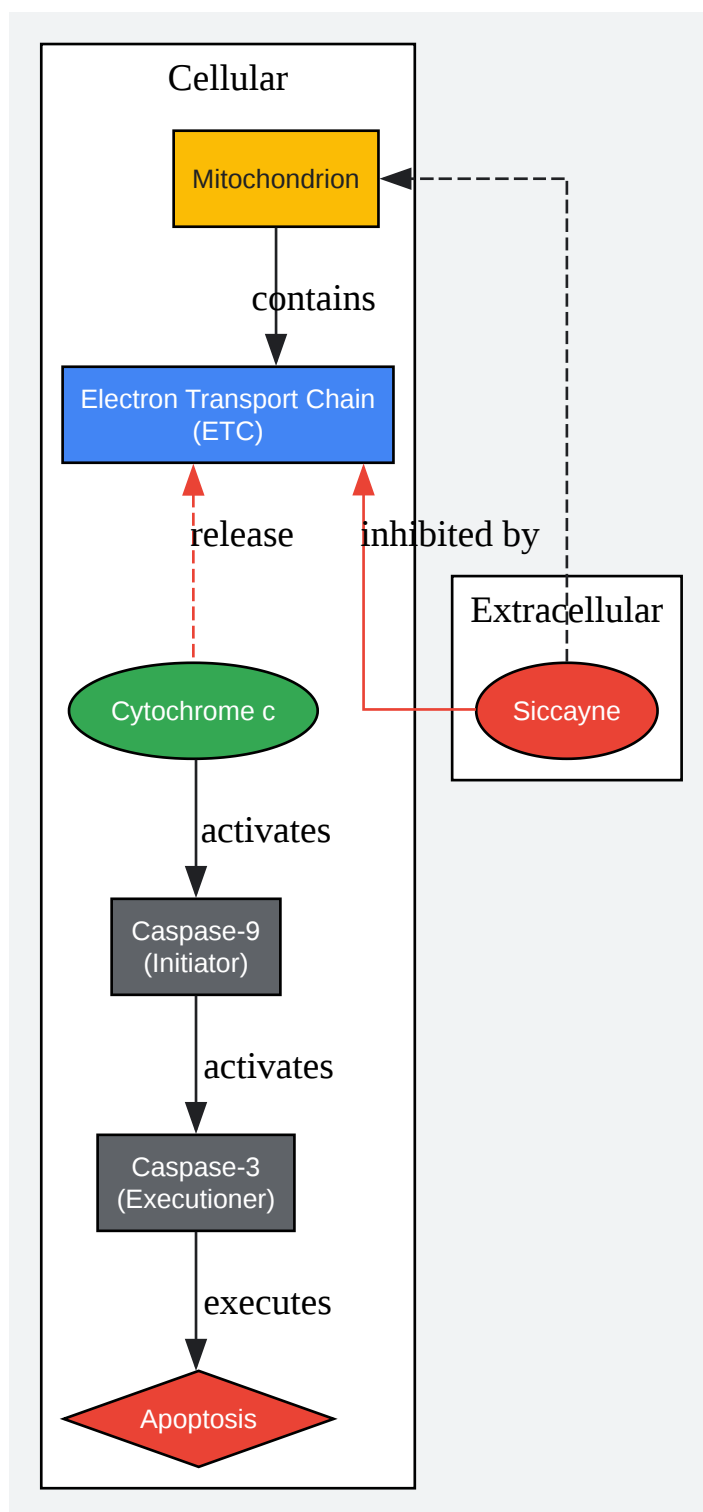 Cellular
Mitochondrion
contains
Electron Transport Chain
(ETC)
release
inhibited by
Extracellular
Cytochrome c
Siccayne
activates
Caspase-9
(Initiator)
activates
Caspase-3
(Executioner)
executes
Apoptosis